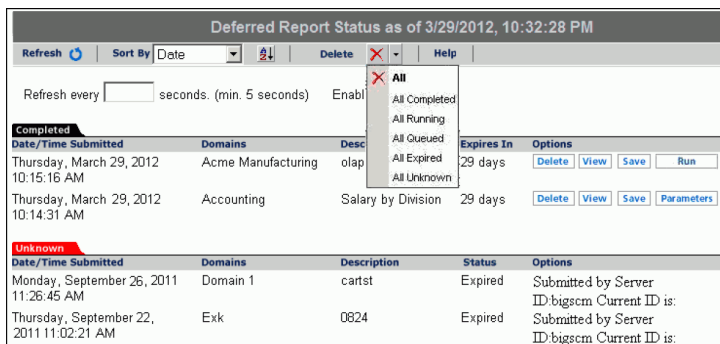 Deferred Report Status as of 3/29/2012, 10:32:28 PM
Refresh Sort By Date Delete Help
Refresh every seconds. (min. 5 seconds) Enabl
All
All Completed
All Running
All Queued
All Expired
All Unknown
Completed
Date/Time Submitted Domains Desc Expires In Options
Thursday, March 29, 2012 Acme Manufacturing olap 29 days Delete View Save Run
10:15:16 AM
Thursday, March 29, 2012 Accounting Salary by Division 29 days Delete View Save Parameters
10:14:31 AM
Unknown
Date/Time Submitted Domains Description Status Options
Monday, September 26, 2011 Domain 1 cartst Expired Submitted by Server
11:26:45 AM ID:bigscm Current ID is:
Thursday, September 22, Exk 0824 Expired Submitted by Server
2011 11:02:21 AM ID:bigscm Current ID is: